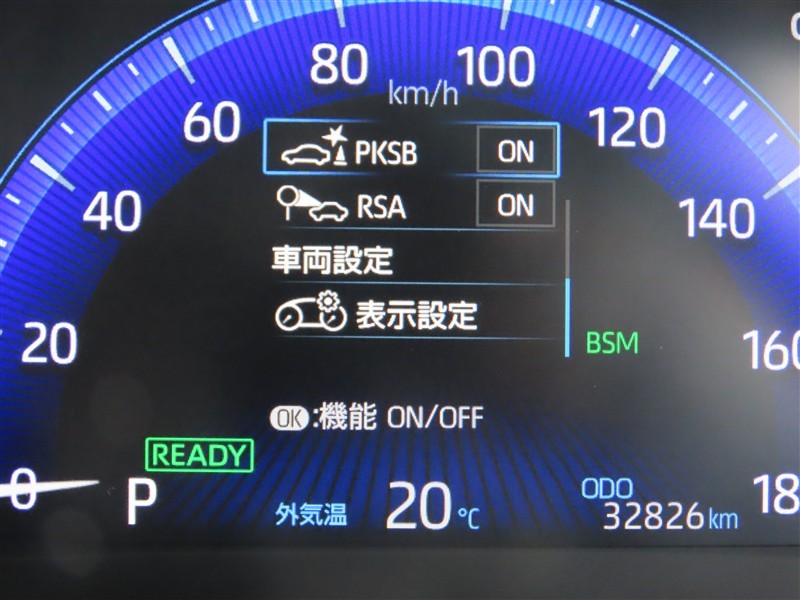 80
100
km/h
60
120
PKSB ON
40
RSA ON
140
車両設定
表示設定
20
BSM
160
OK:機能 ON/OFF
READY
0
P
外気温 20℃
ODO
32826km
18